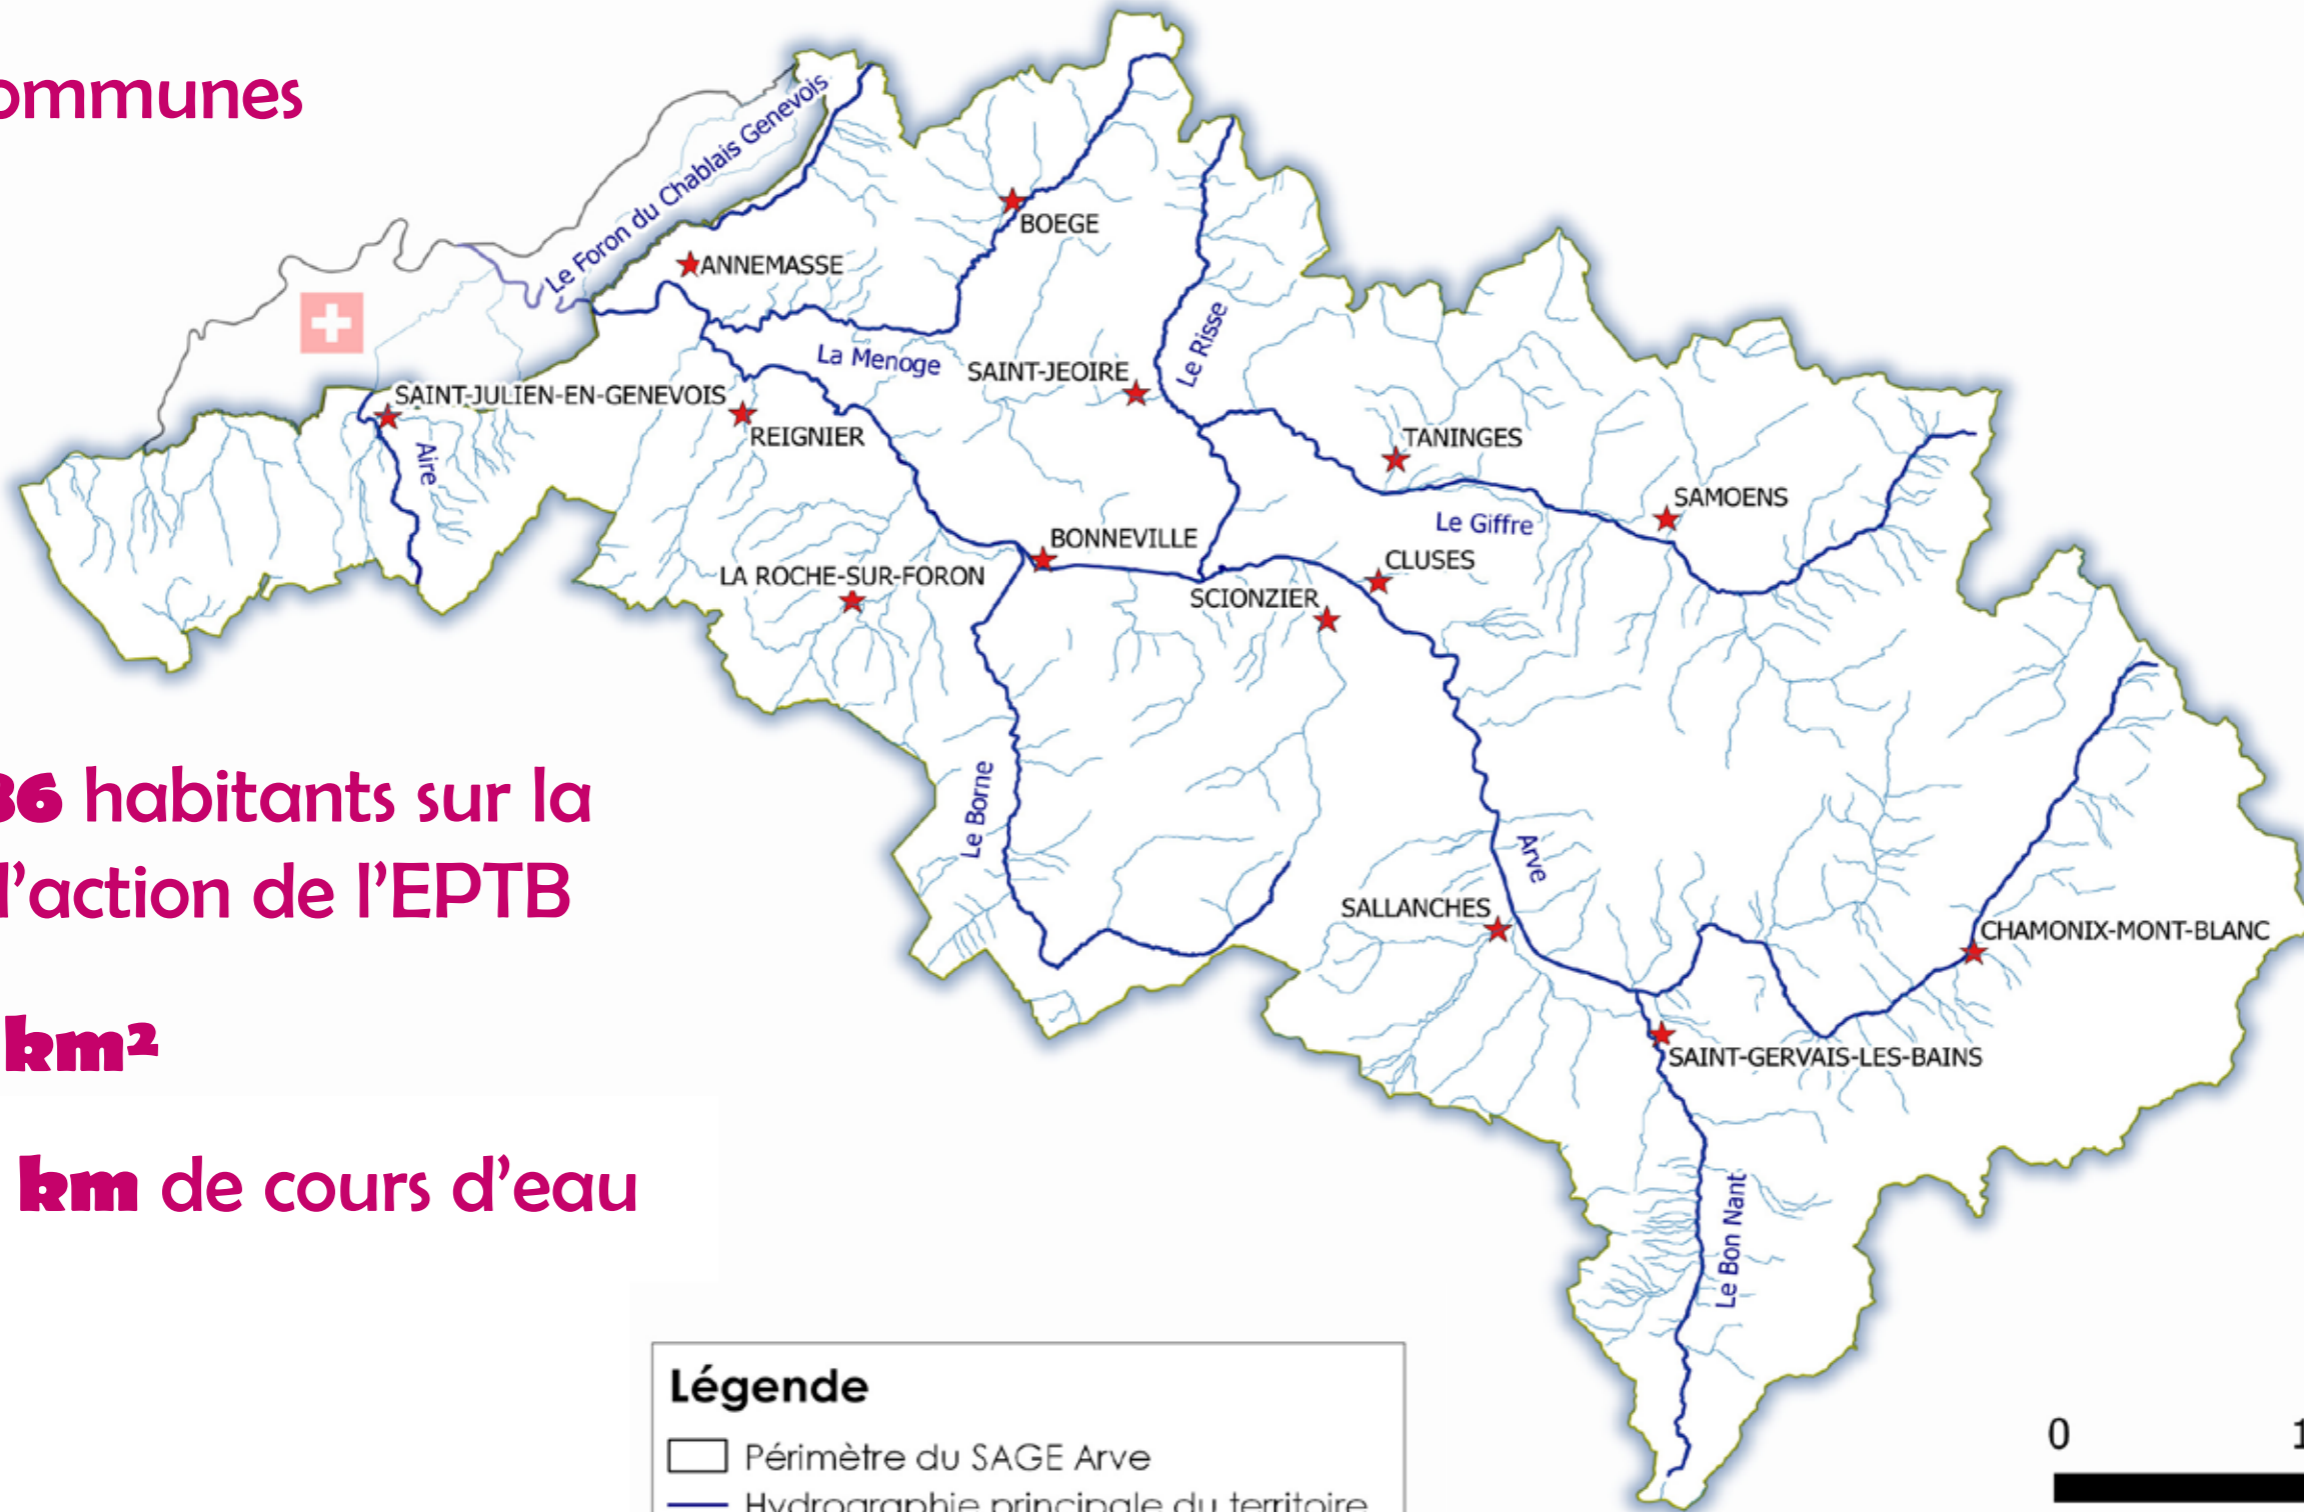 ommunes
Le Foron du Chablais Genevois
BOEGE
ANNEMASSE
Le Risse
La Menoge
SAINT-JEOIRE
SAINT-JULIEN-EN-GENEVOIS
REIGNIER
Aire
TANINGES
SAMOENS
Le Giffre
BONNEVILLE
CLUSES
LA ROCHE-SUR-FORON
SCIONZIER
36 habitants sur la
l'action de l'EPTB
Le Borne
Arve
SALLANCHES
CHAMONIX-MONT-BLANC
km²
SAINT-GERVAIS-LES-BAINS
km de cours d'eau
Le Bon Nant
Légende
Périmètre du SAGE Arve
Hydrographie principale du territoire
0 1